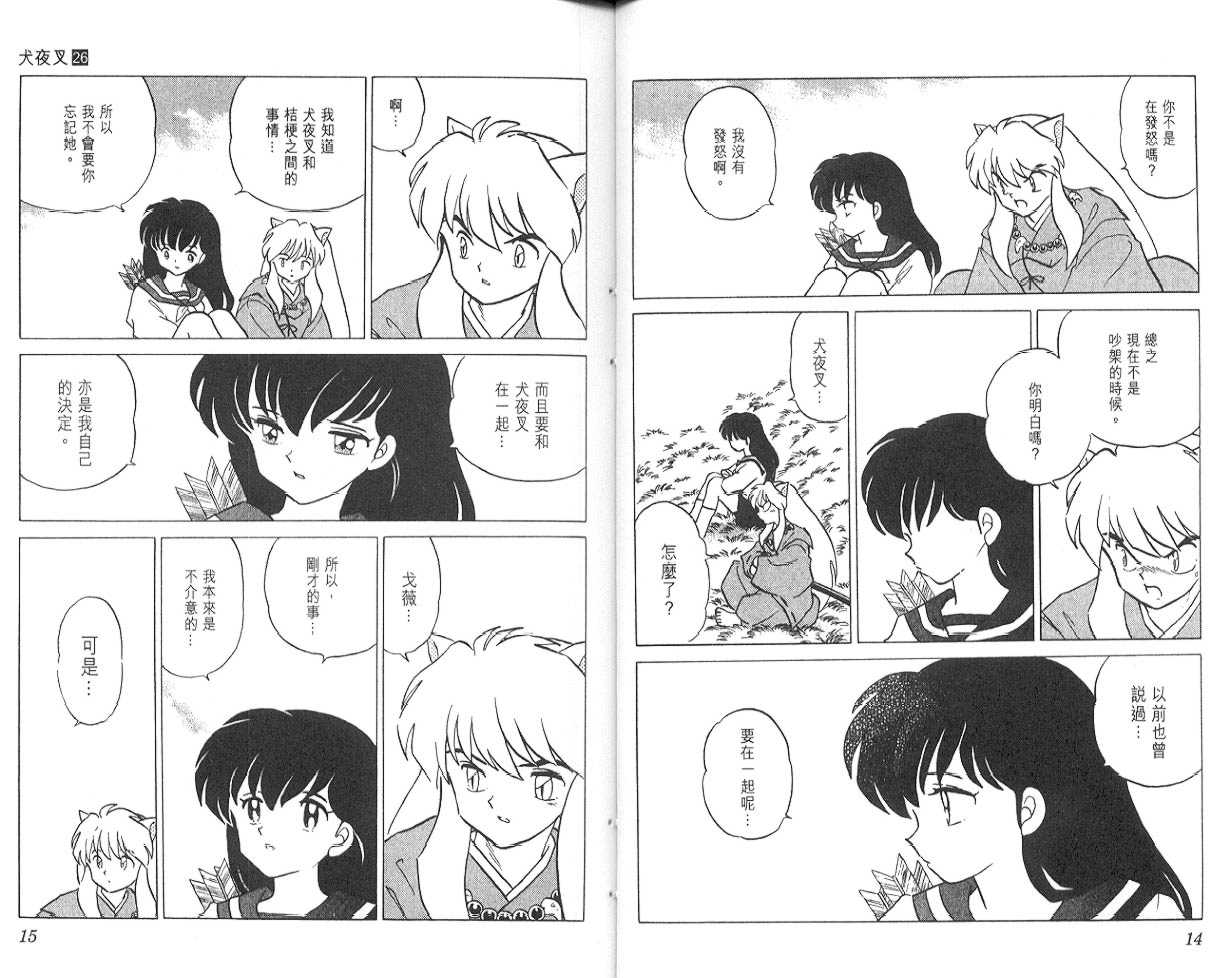 你不是
在發怒嗎？
我沒有
發怒啊。
總之
現在不是
吵架的時候。
你明白嗎？
犬夜叉…
怎麼了？
以前也曾
說過…
要在一起呢…
14
犬夜叉 26
啊…
我知道
犬夜叉和
桔梗之間的
事情…
所以
我不會要你
忘記她。
而且要和
犬夜叉
在一起…
亦是我自己
的決定。
戈薇…
所以，
剛才的事…
我本來是
不介意的…
可是…
15